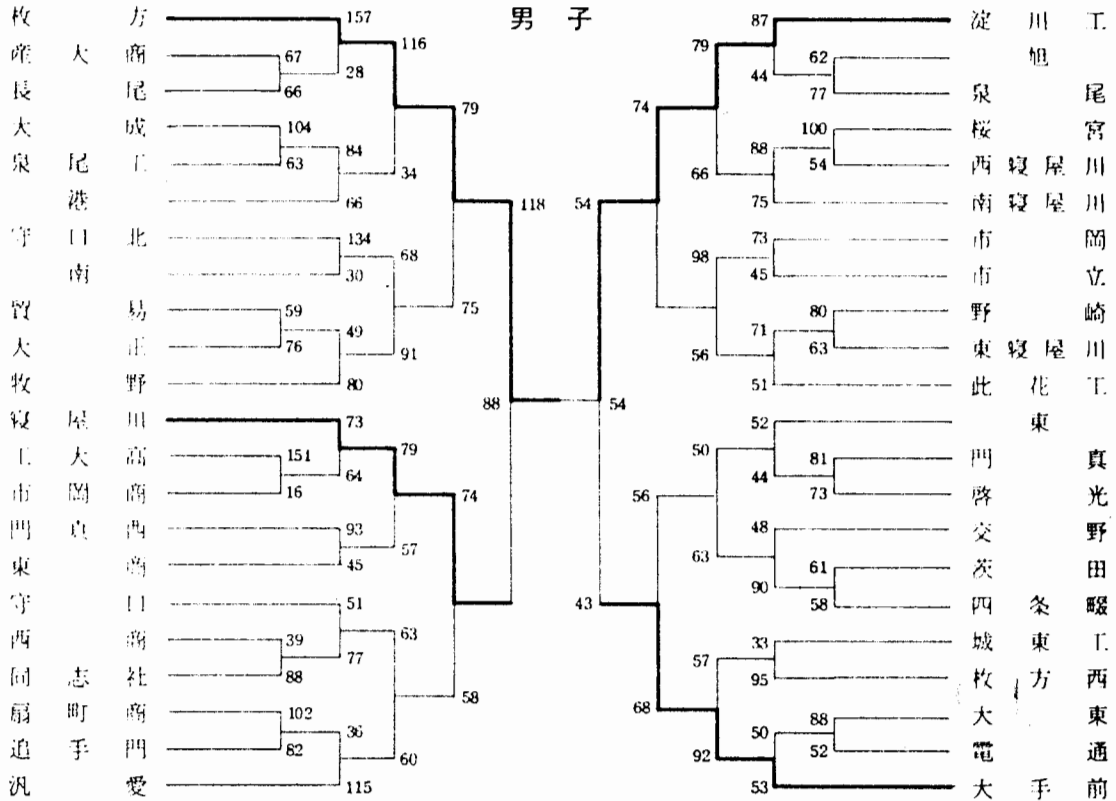 男子
枚方 157 116 87 淀川工
79
産大商 67 28 62 旭
44
長尾 66 79 74 77 泉尾
大成 104 100 桜宮
84 88
泉尾工 63 34 66 54 西寝屋川
港 66 118 54 75 南寝屋川
守口北 134 68 73 市岡
98
南 30 45 市立
貿易 59 75 80 野崎
49 71
大正 76 91 56 63 東寝屋川
牧野 80 51 此花工
88 54
寝屋川 73 52 東
79 50
工大高 151 64 81 門真
44
市岡商 16 74 56 73 啓光
門真西 93 48 交野
57 63
東商 45 61 茨田
90
守口 51 43 58 四条畷
63
西商 39 33 城東工
77 57
同志社 88 95 枚方西
58 68
扇町商 102 88 大東
36 50
追手門 82 60 92 52 電通
汎愛 115 53 大手前